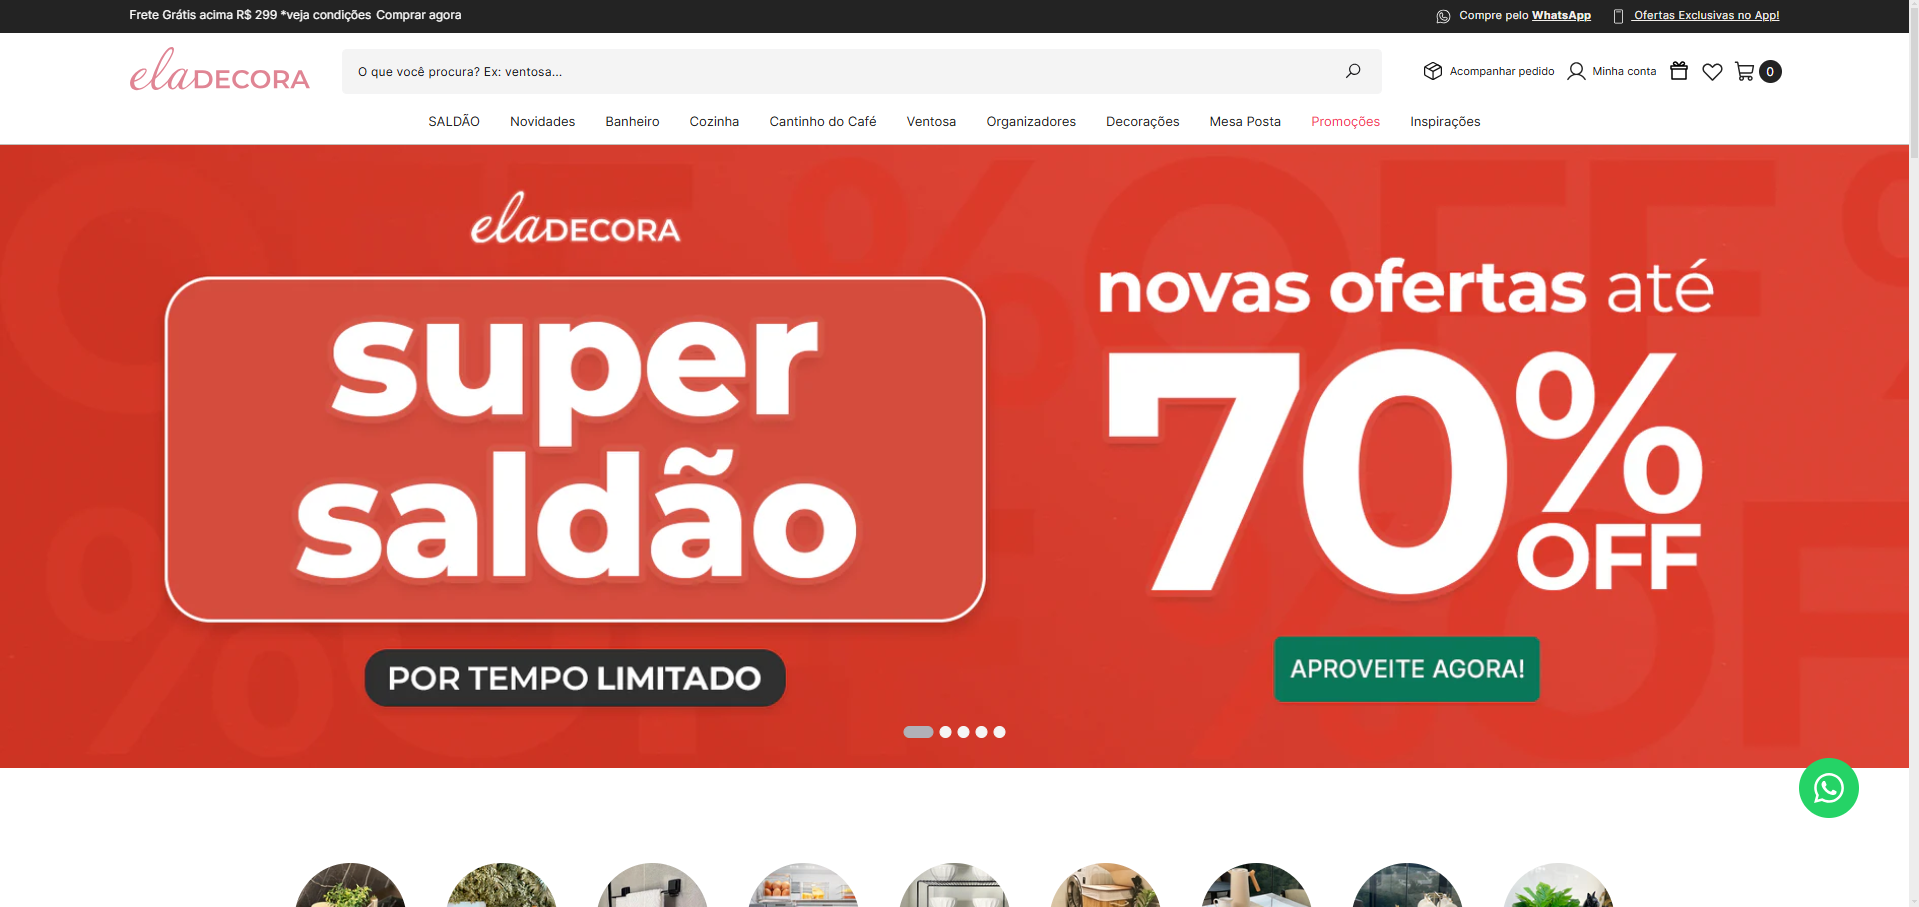 Frete Grátis acima R$ 299 *veja condições Comprar agora
Compre pelo WhatsApp
Ofertas Exclusivas no App!
elaDECORA
O que você procura? Ex: ventosa...
Acompanhar pedido
Minha conta
0
SALDÃO
Novidades
Banheiro
Cozinha
Cantinho do Café
Ventosa
Organizadores
Decorações
Mesa Posta
Promoções
Inspirações
elaDECORA
super
saldão
POR TEMPO LIMITADO
novas ofertas até
70%
OFF
APROVEITE AGORA!